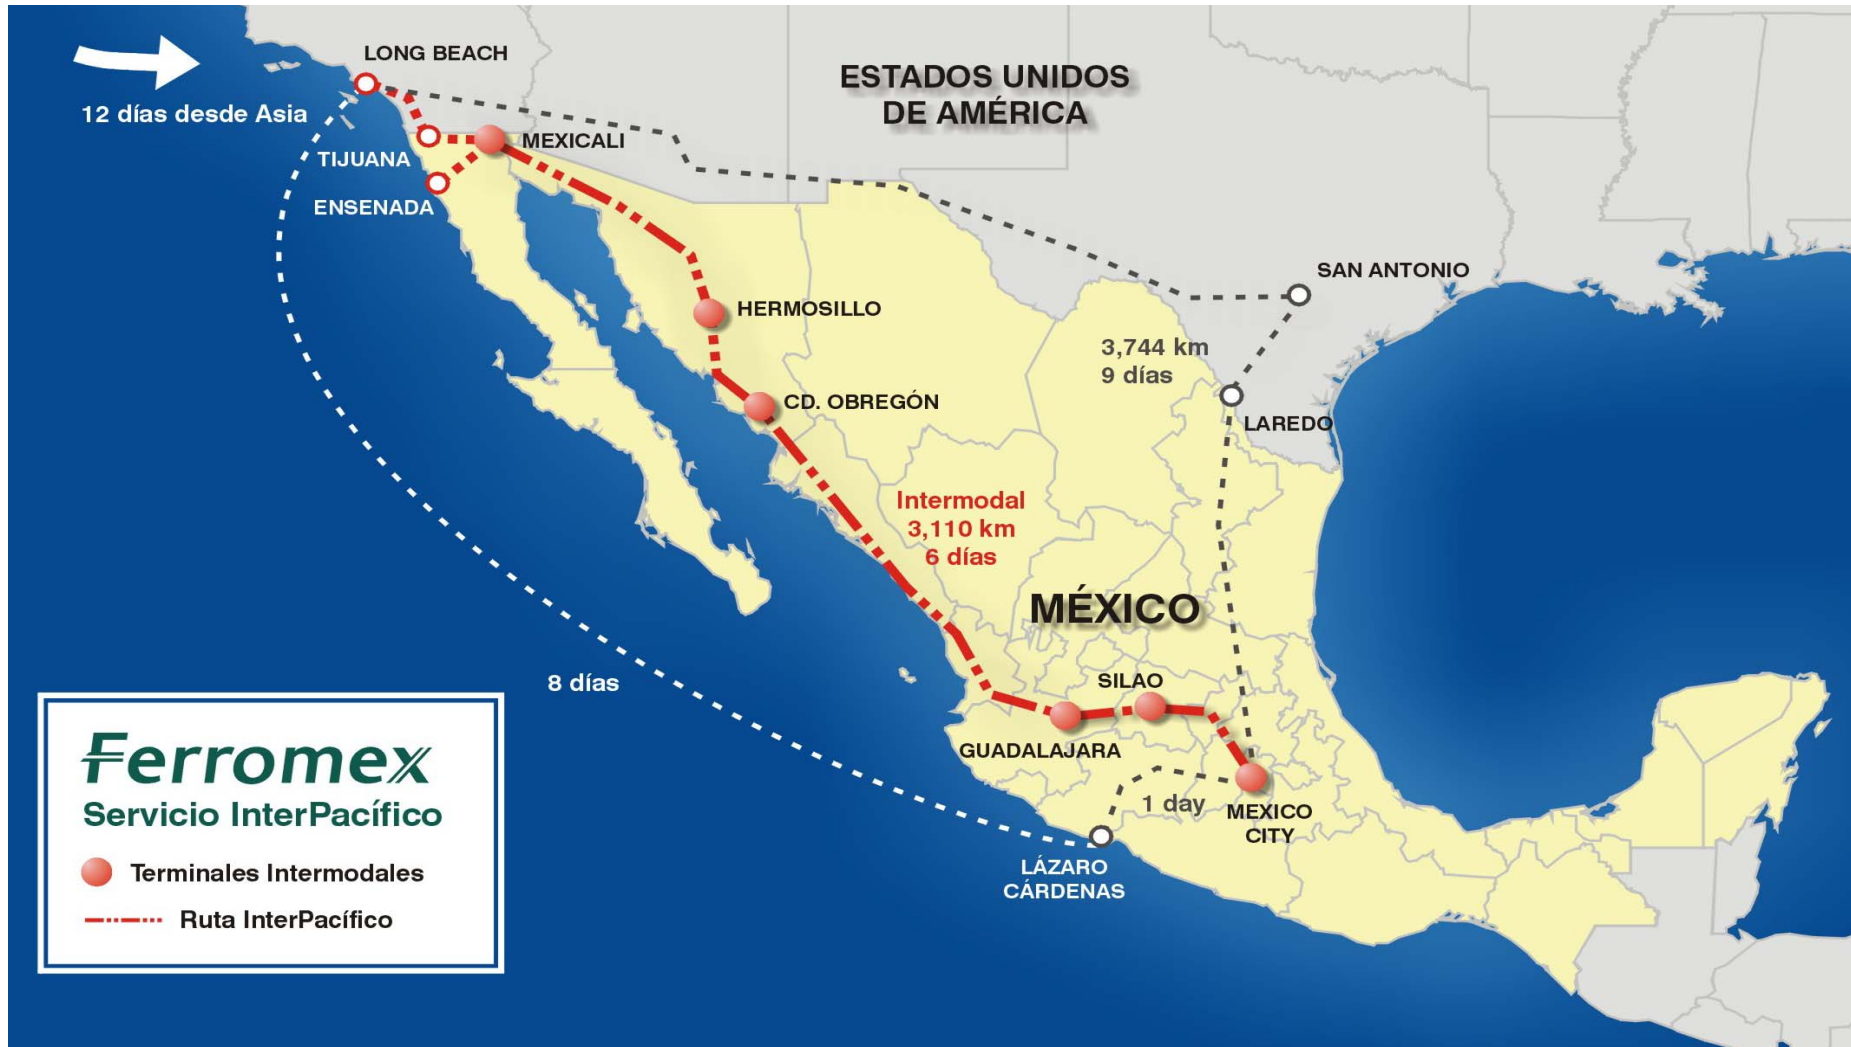 LONG BEACH
ESTADOS UNIDOS
DE AMÉRICA
12 días desde Asia
MEXICALI
TIJUANA
ENSENADA
SAN ANTONIO
HERMOSILLO
3,744 km
9 días
CD. OBREGÓN
LAREDO
Intermodal
3,110 km
6 días
MÉXICO
8 días
SILAO
GUADALAJARA
1 day
MEXICO
CITY
LÁZARO
CÁRDENAS
Ferromex
Servicio InterPacífico
Terminales Intermodales
Ruta InterPacífico